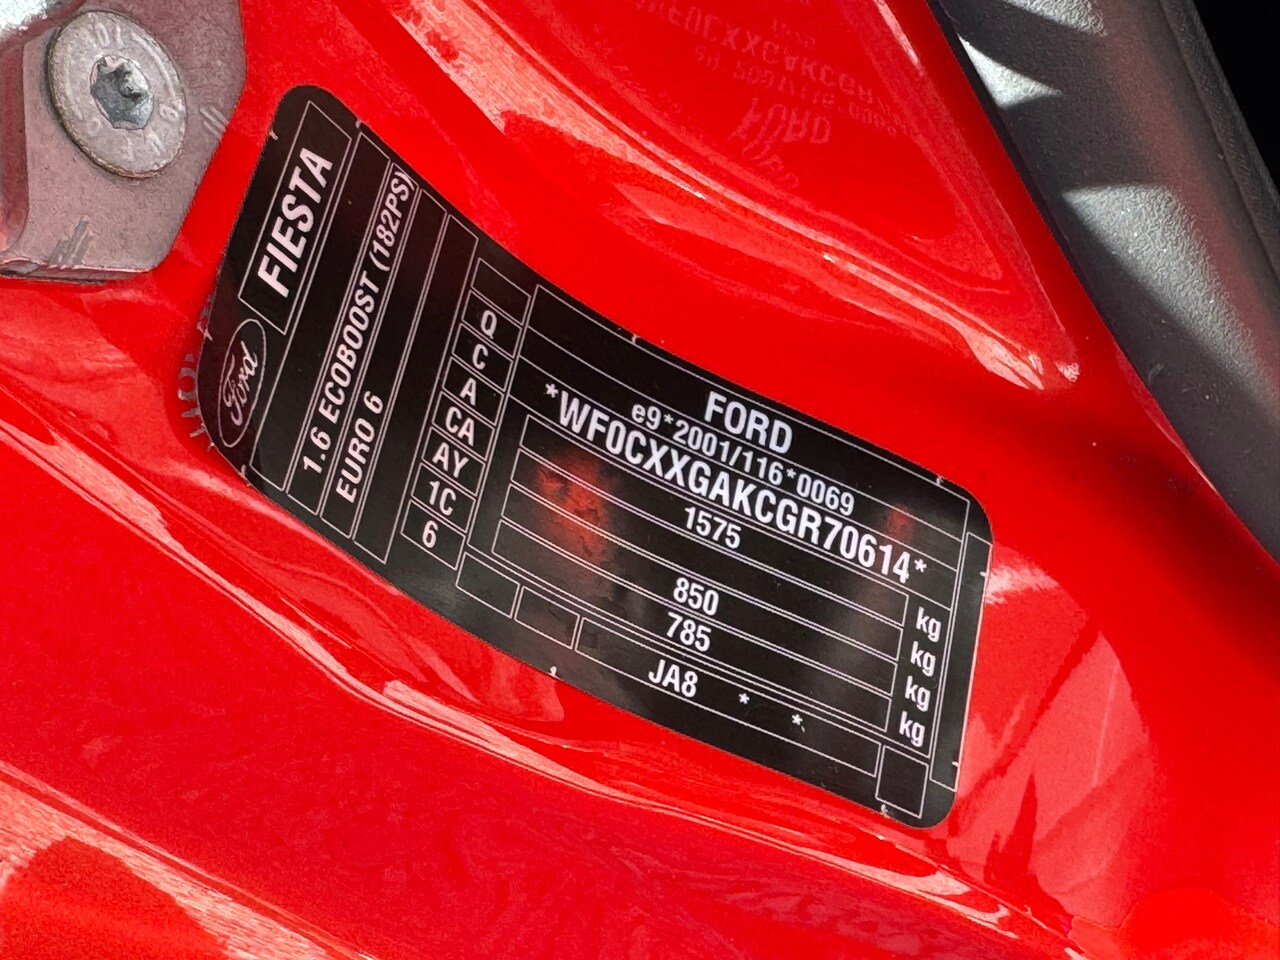 FIESTA
Ford
1.6 ECOBOOST (182PS)
EURO 6
Q
C
A
CA
AY
1C
6
FORD
e9*2001/116*0069
*WF0CXXGAKCGR70614*
1575 kg
kg
850 kg
785 kg
JA8 * *